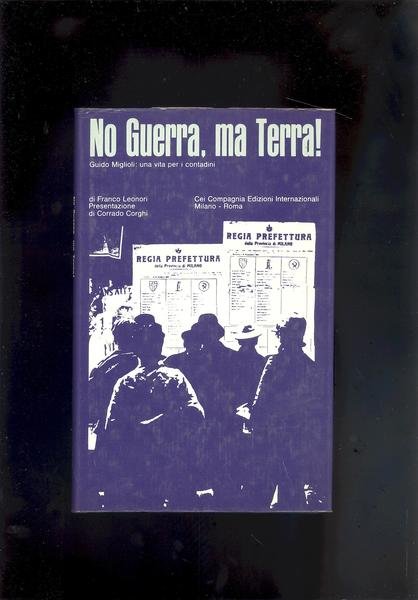 No Guerra, ma Terra!
Guido Miglioli: una vita per i contadini
di Franco Leonori
Presentazione
di Corrado Corghi
Cei Compagnia Edizioni Internazionali
Milano - Roma
REGIA PREFETTURA
della Provincia di MILANO
REGIA PREFETTURA
della Provincia di MILANO